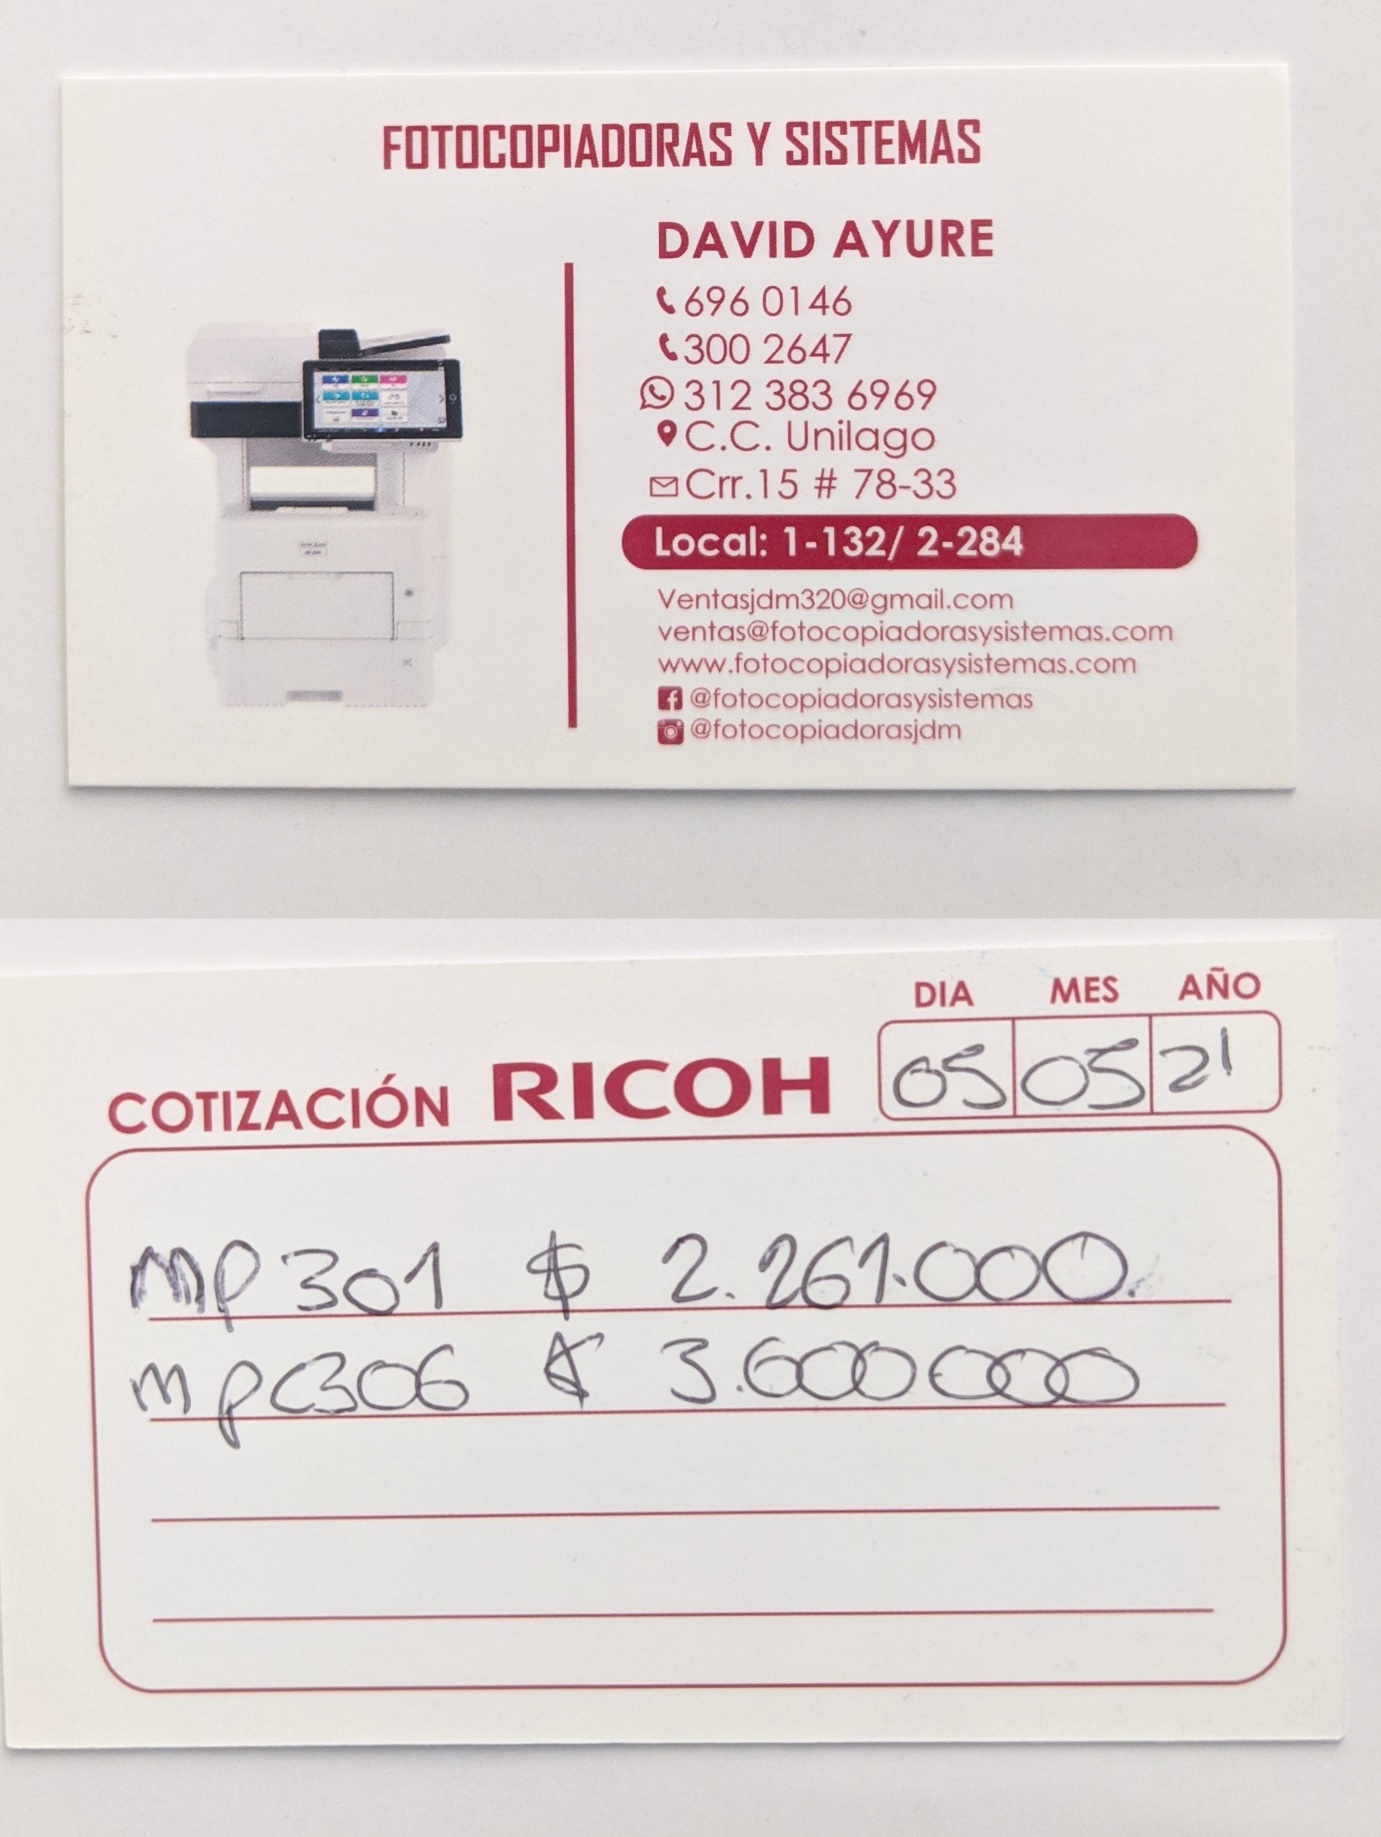 FOTOCOPIADORAS Y SISTEMAS
DAVID AYURE
696 0146
300 2647
312 383 6969
C.C. Unilago
Crr.15 # 78-33
Local: 1-132/ 2-284
Ventasjdm320@gmail.com
ventas@fotocopiadorasysistemas.com
www.fotocopiadorasysistemas.com
@fotocopiadorasysistemas
@fotocopiadorasjdm
DIA MES AÑO
COTIZACIÓN RICOH 05 05 21
MP301 $ 2.261.000.
MPC306 $ 3.600000